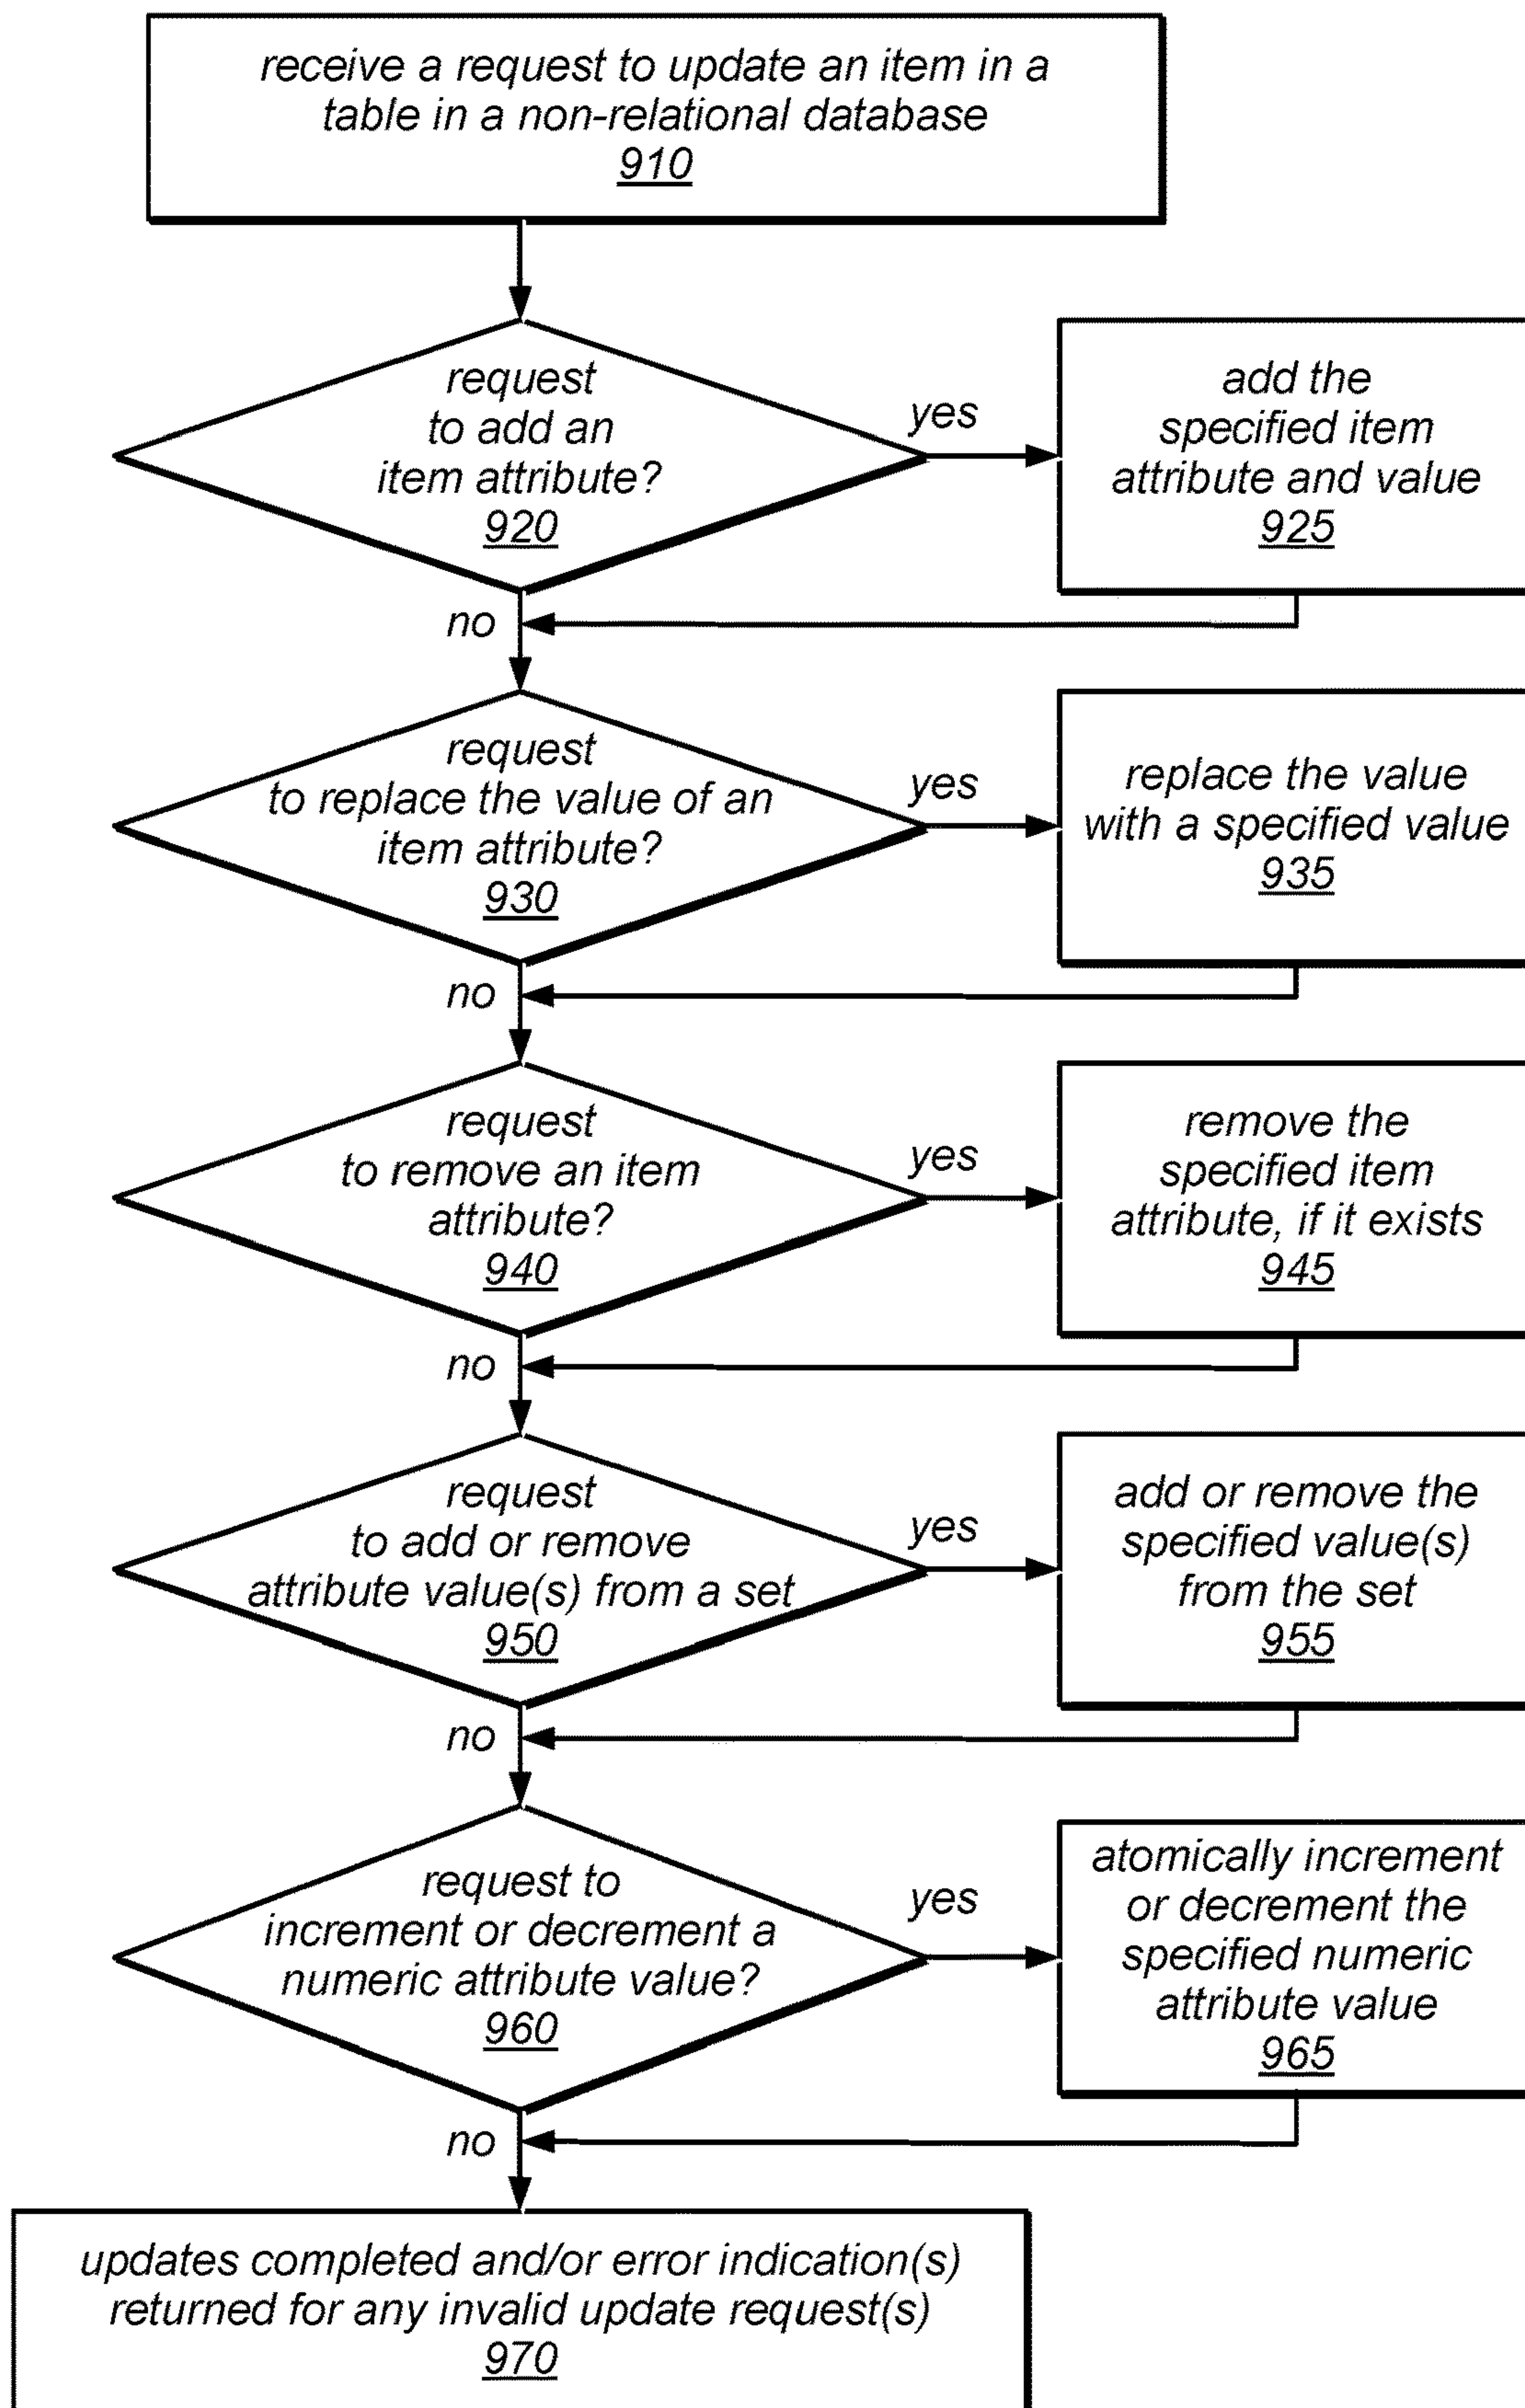 receive a request to update an item in a
table in a non-relational database
910
request
to add an
item attribute?
920
yes
add the
specified item
attribute and value
925
no
request
to replace the value of an
item attribute?
930
yes
replace the value
with a specified value
935
no
request
to remove an item
attribute?
940
yes
remove the
specified item
attribute, if it exists
945
no
request
to add or remove
attribute value(s) from a set
950
yes
add or remove the
specified value(s)
from the set
955
no
request to
increment or decrement a
numeric attribute value?
960
yes
atomically increment
or decrement the
specified numeric
attribute value
965
no
updates completed and/or error indication(s)
returned for any invalid update request(s)
970